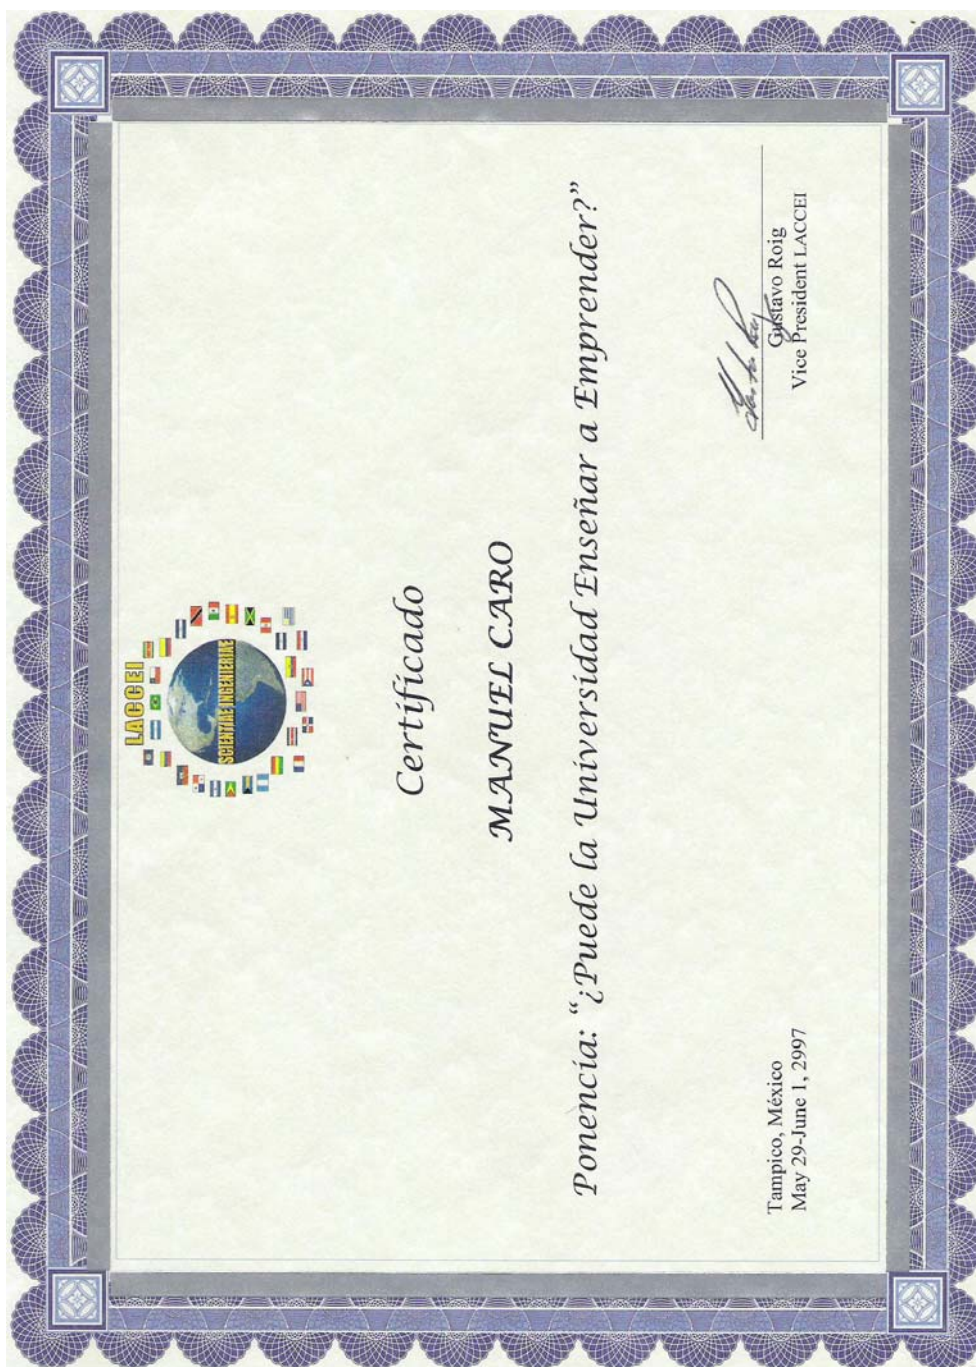 LACCEI
SCIENTIAE INGENIERIAE
Certificado
MANUEL CARO
Ponencia: “¿Puede la Universidad Enseñar a Emprender?”
Tampico, México
May 29-June 1, 2997
Gustavo Roig
Vice President LACCEI